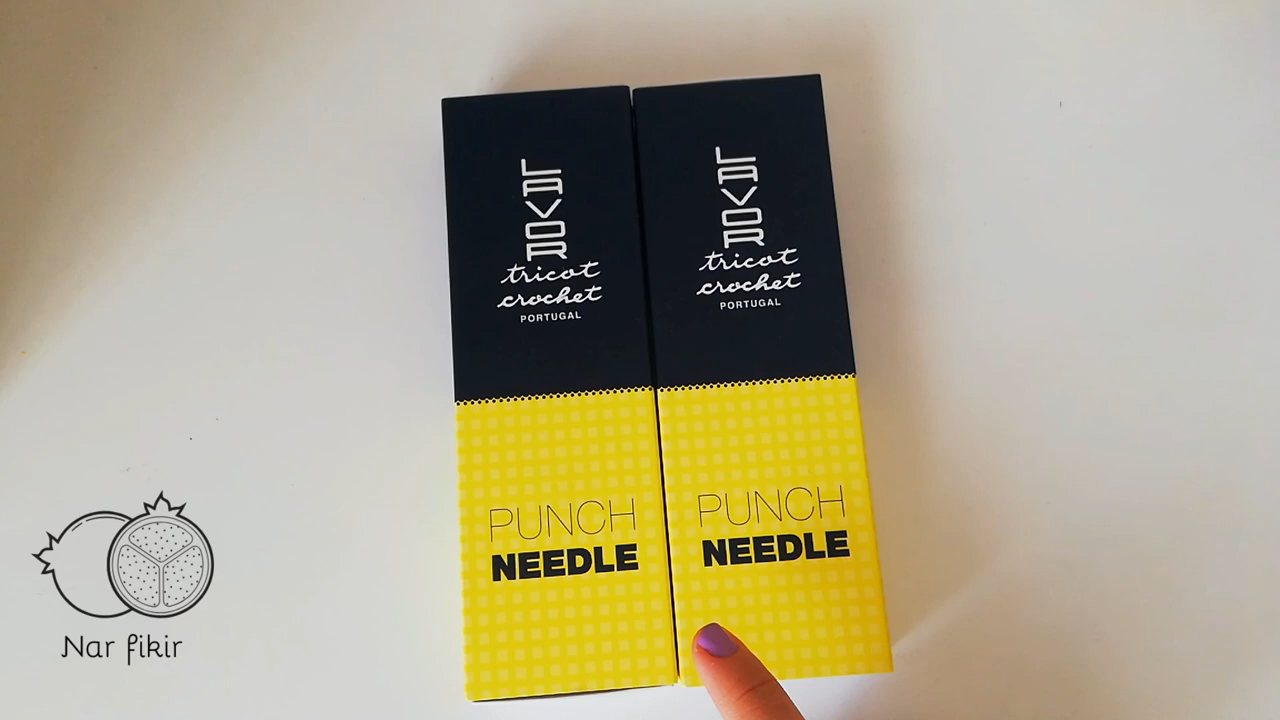 LAVOR
tricot
crochet
PORTUGAL
PUNCH
NEEDLE
LAVOR
tricot
crochet
PORTUGAL
PUNCH
NEEDLE
Nar fikir